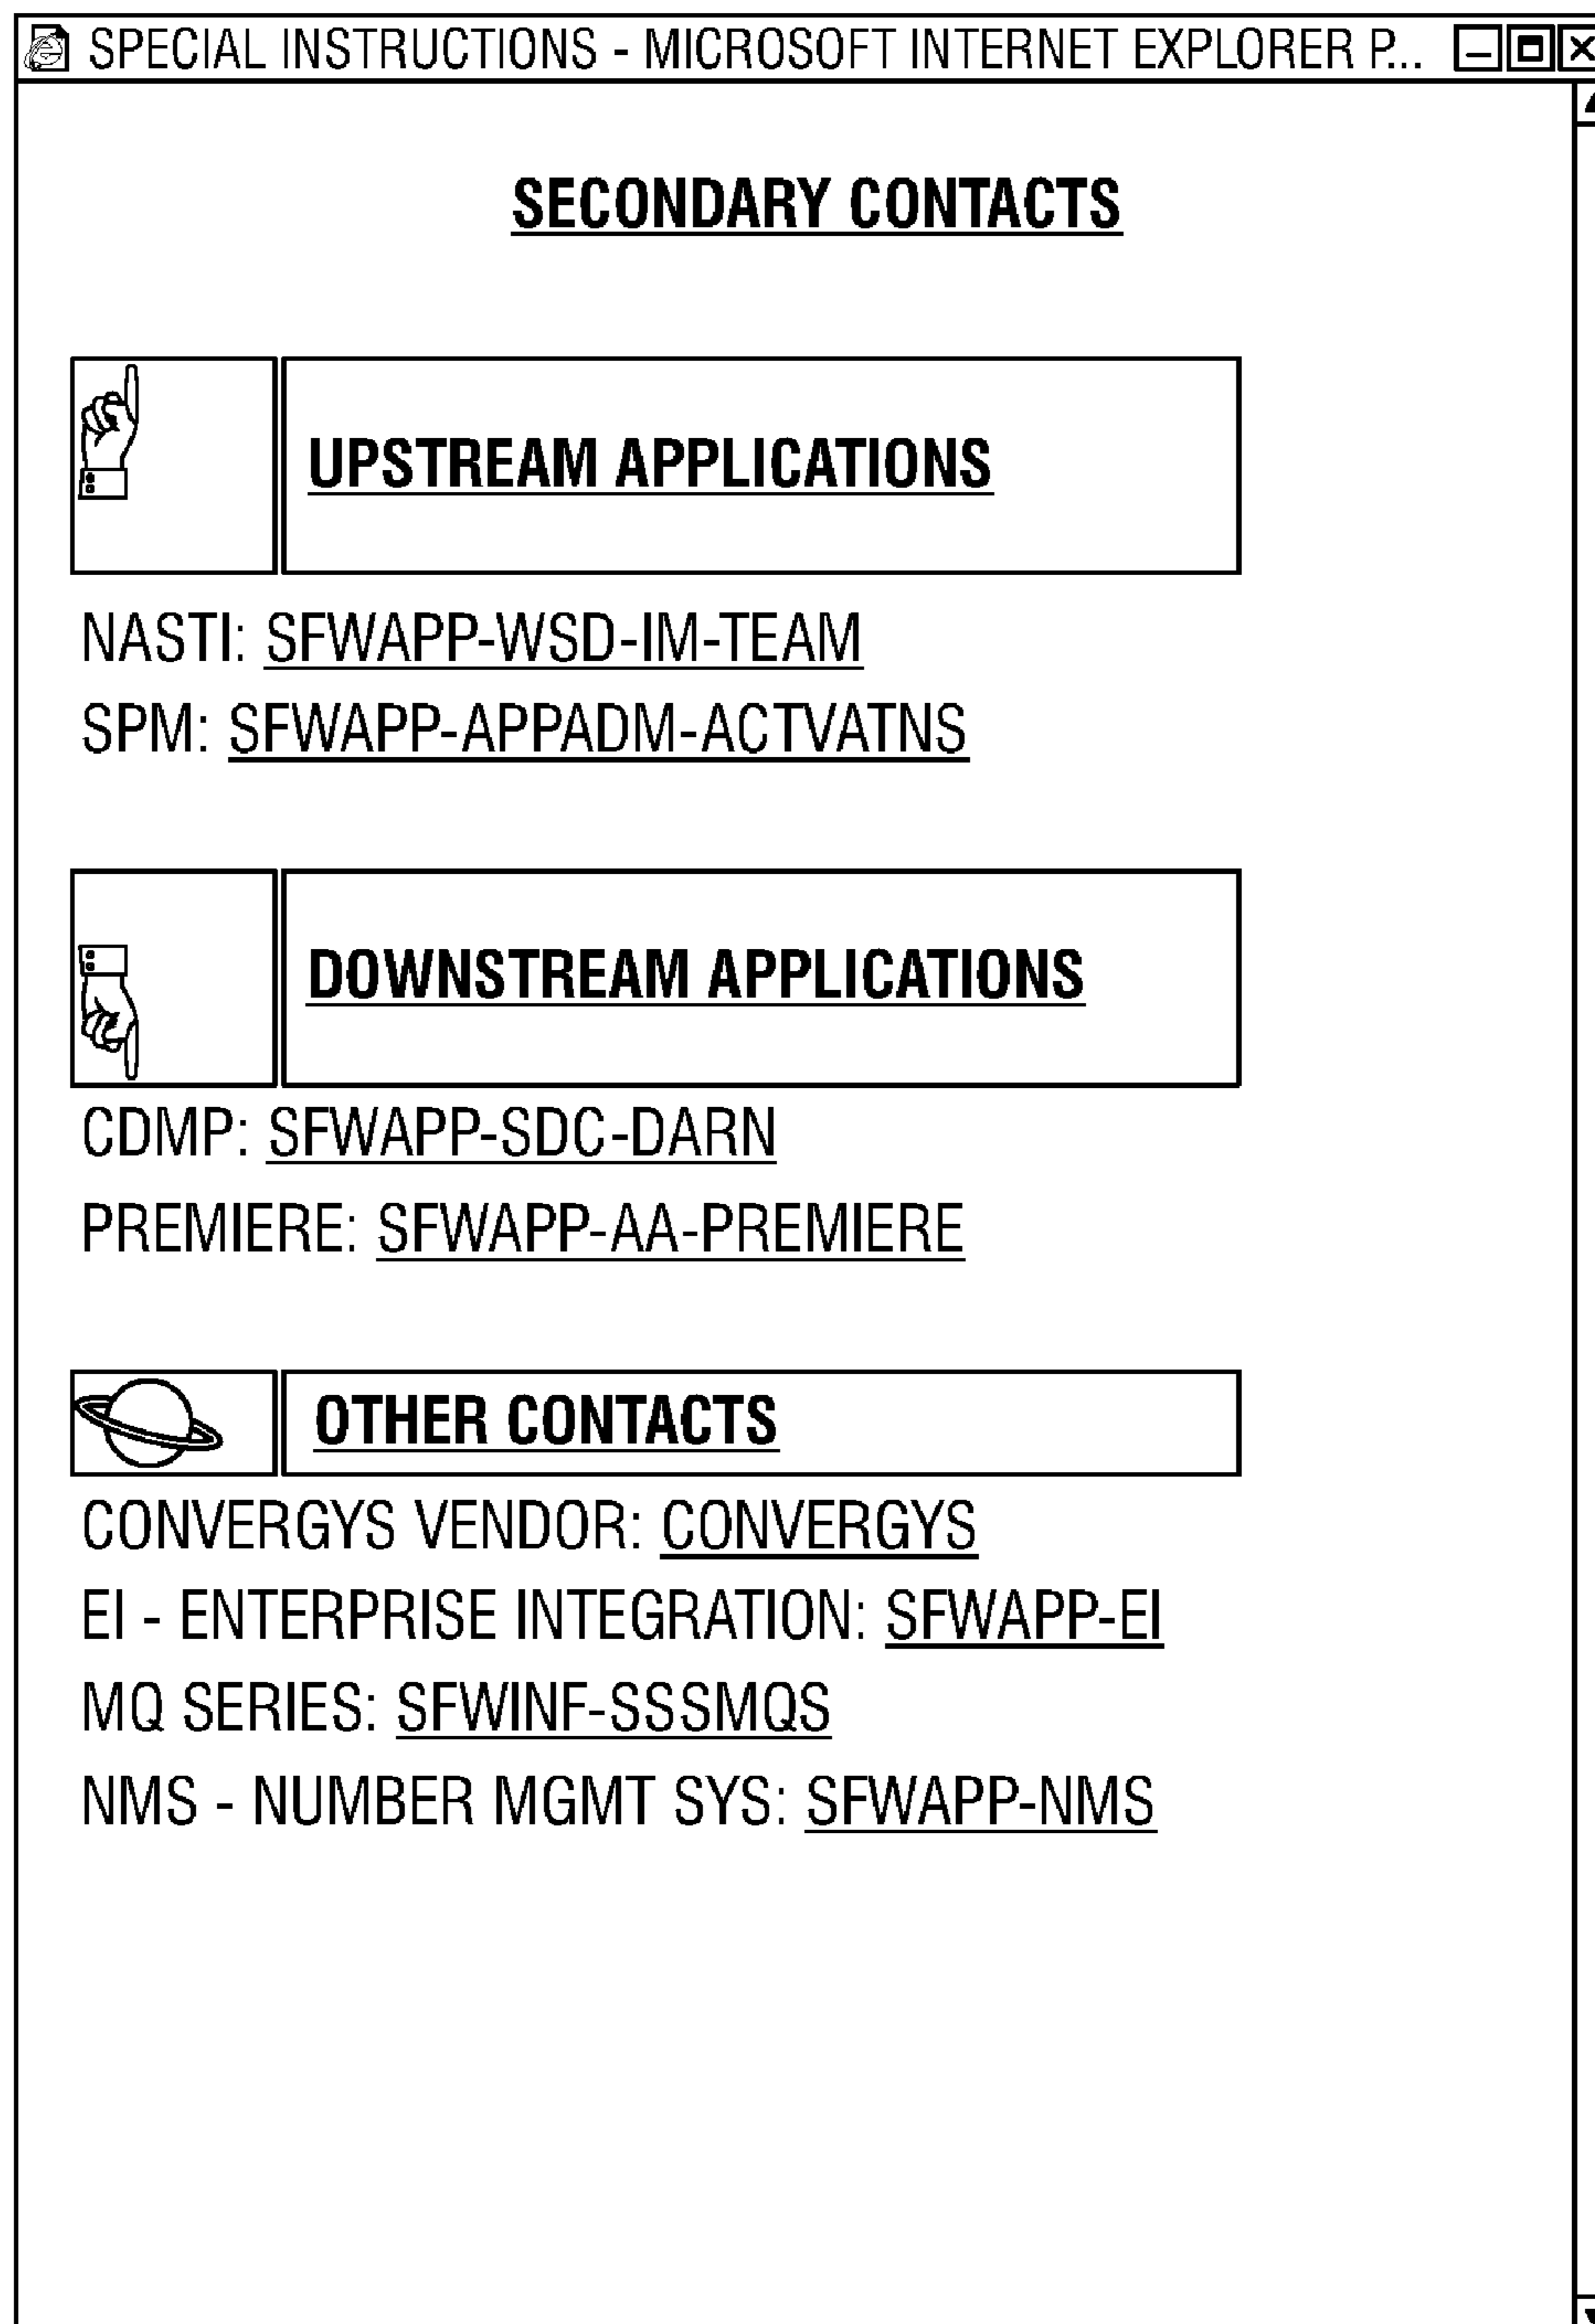 SPECIAL INSTRUCTIONS - MICROSOFT INTERNET EXPLORER P...
SECONDARY CONTACTS
UPSTREAM APPLICATIONS
NASTI: SFWAPP-WSD-IM-TEAM
SPM: SFWAPP-APPADM-ACTVATNS
DOWNSTREAM APPLICATIONS
CDMP: SFWAPP-SDC-DARN
PREMIERE: SFWAPP-AA-PREMIERE
OTHER CONTACTS
CONVERGYS VENDOR: CONVERGYS
EI - ENTERPRISE INTEGRATION: SFWAPP-EI
MQ SERIES: SFWINF-SSSMQS
NMS - NUMBER MGMT SYS: SFWAPP-NMS